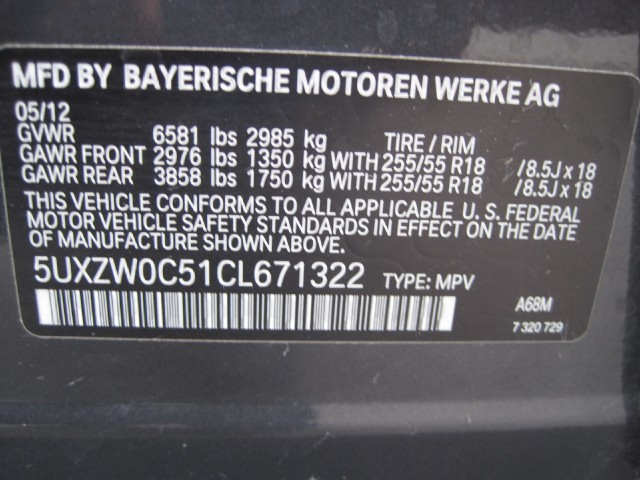 MFD BY BAYERISCHE MOTOREN WERKE AG
05/12
GVWR 6581 lbs 2985 kg TIRE / RIM
GAWR FRONT 2976 lbs 1350 kg WITH 255/55 R18 / 8.5J x 18
GAWR REAR 3858 lbs 1750 kg WITH 255/55 R18 / 8.5J x 18
THIS VEHICLE CONFORMS TO ALL APPLICABLE U. S. FEDERAL
MOTOR VEHICLE SAFETY STANDARDS IN EFFECT ON THE
DATE OF MANUFACTURE SHOWN ABOVE.
5UXZW0C51CL671322 TYPE: MPV
A68M
7 320 729